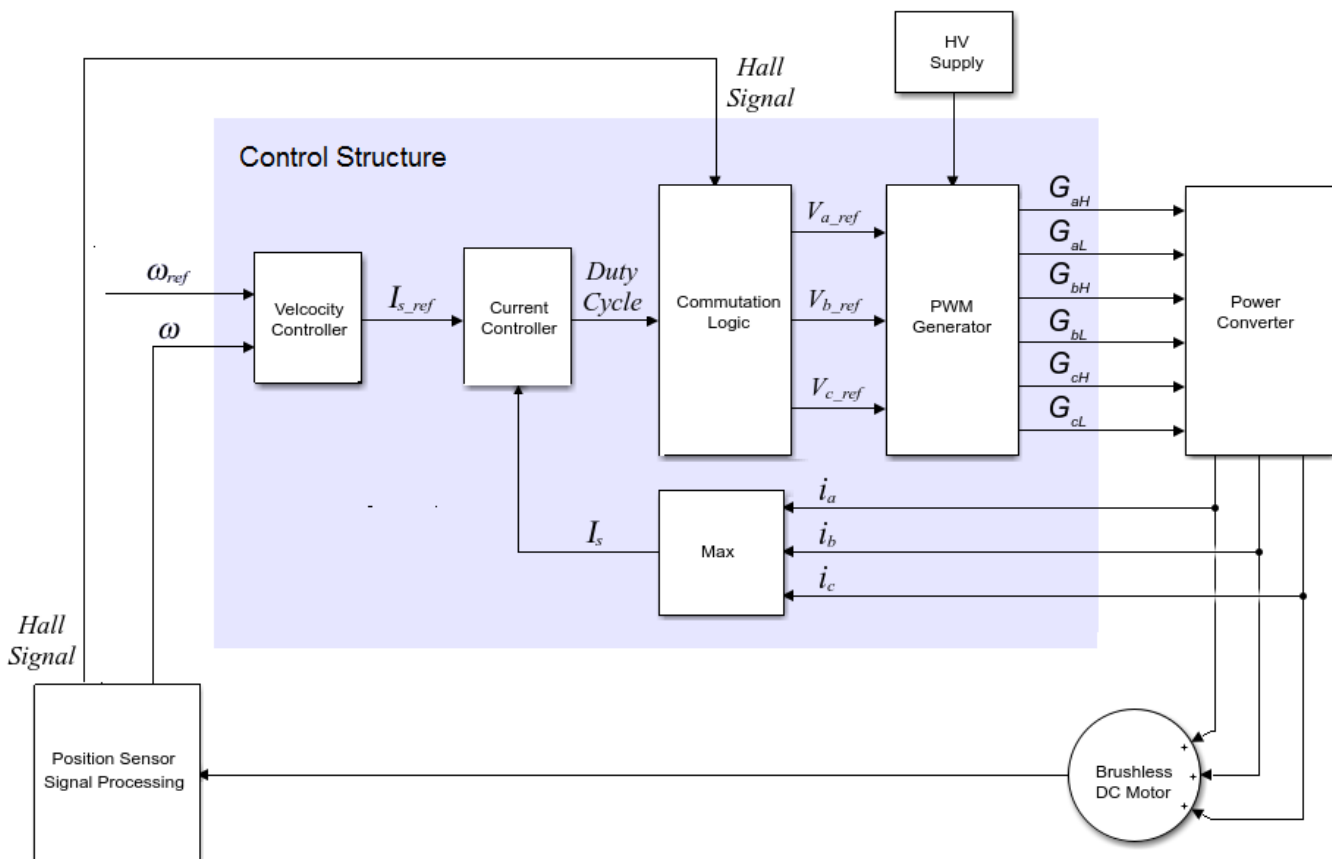 HV
Supply
Hall
Signal
Control Structure
ω_ref
ω
Velcocity
Controller
I_s_ref
Current
Controller
Duty
Cycle
Commutation
Logic
V_a_ref
V_b_ref
V_c_ref
PWM
Generator
G_aH
G_aL
G_bH
G_bL
G_cH
G_cL
Power
Converter
I_s
Max
i_a
i_b
i_c
Hall
Signal
Position Sensor
Signal Processing
Brushless
DC Motor
+
+
+